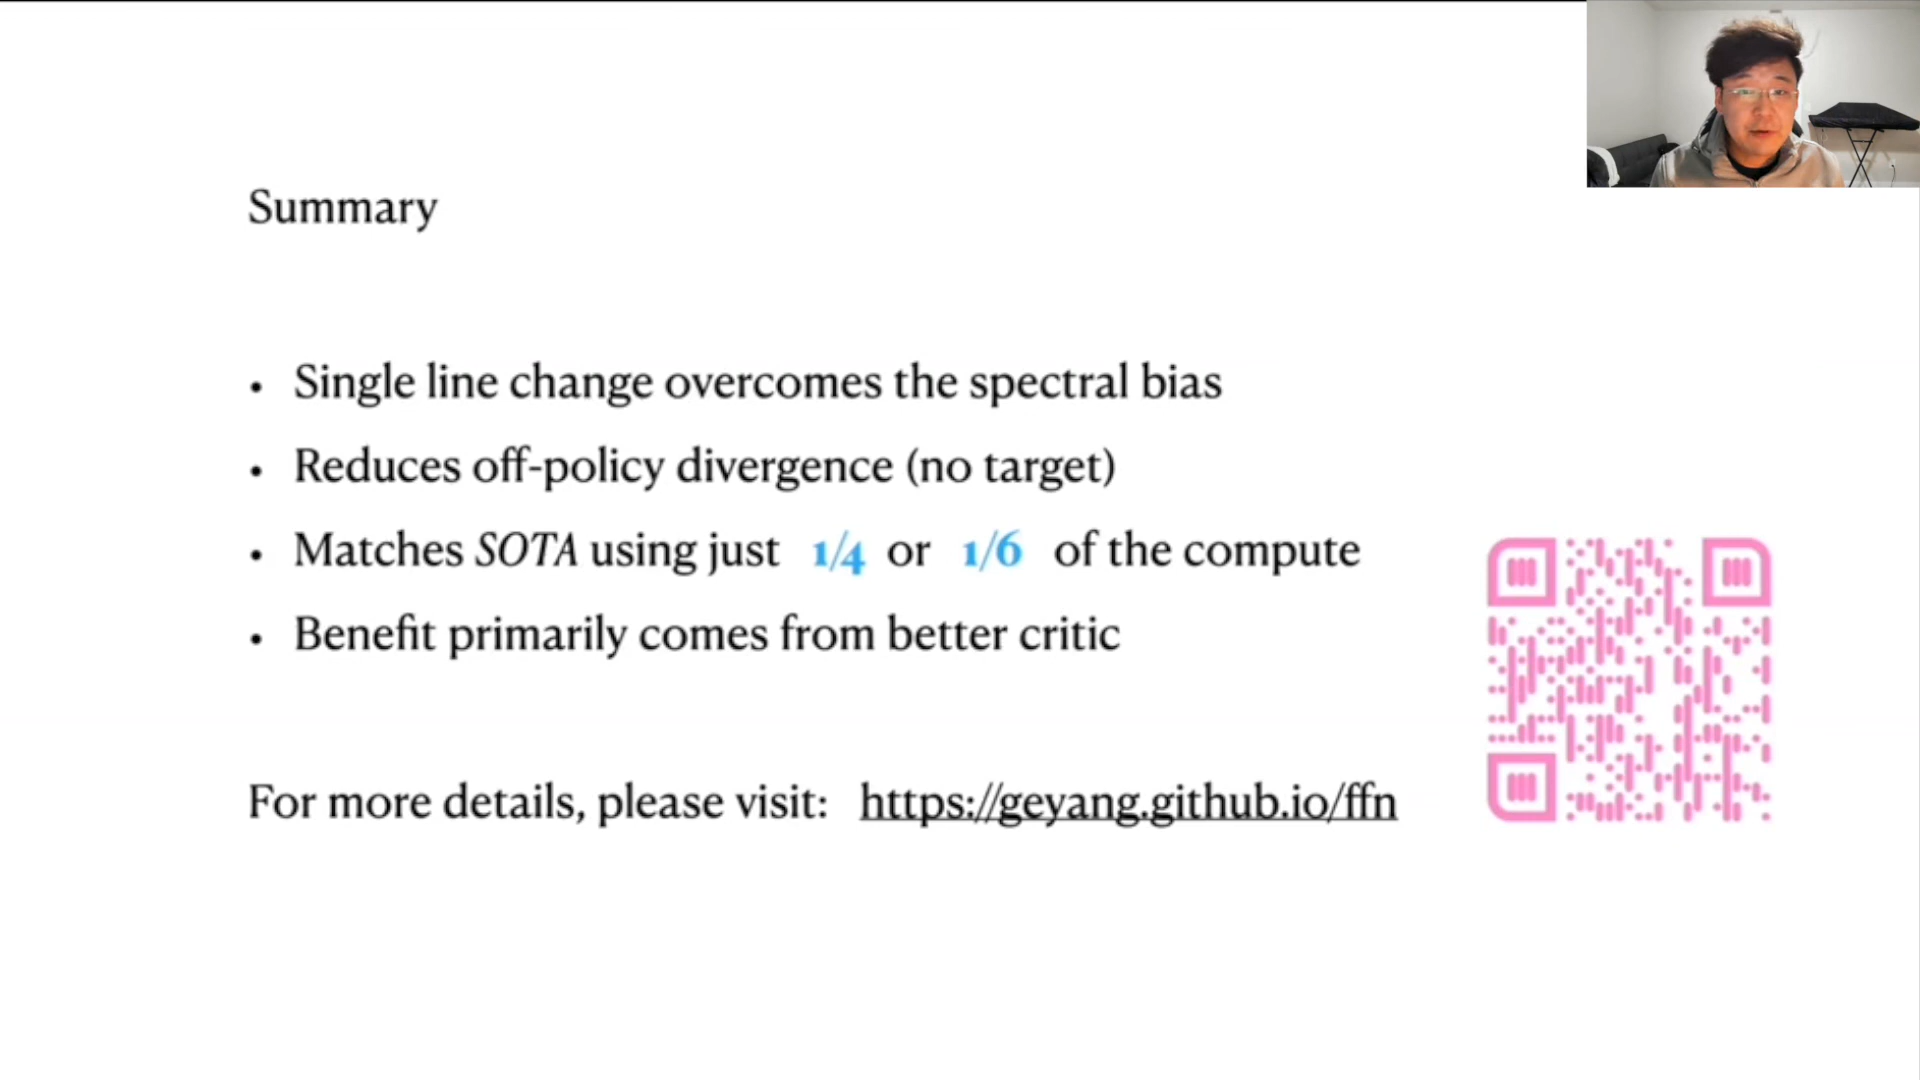 Summary
• Single line change overcomes the spectral bias
• Reduces off-policy divergence (no target)
• Matches SOTA using just 1/4 or 1/6 of the compute
• Benefit primarily comes from better critic
For more details, please visit: https://geyang.github.io/ffn